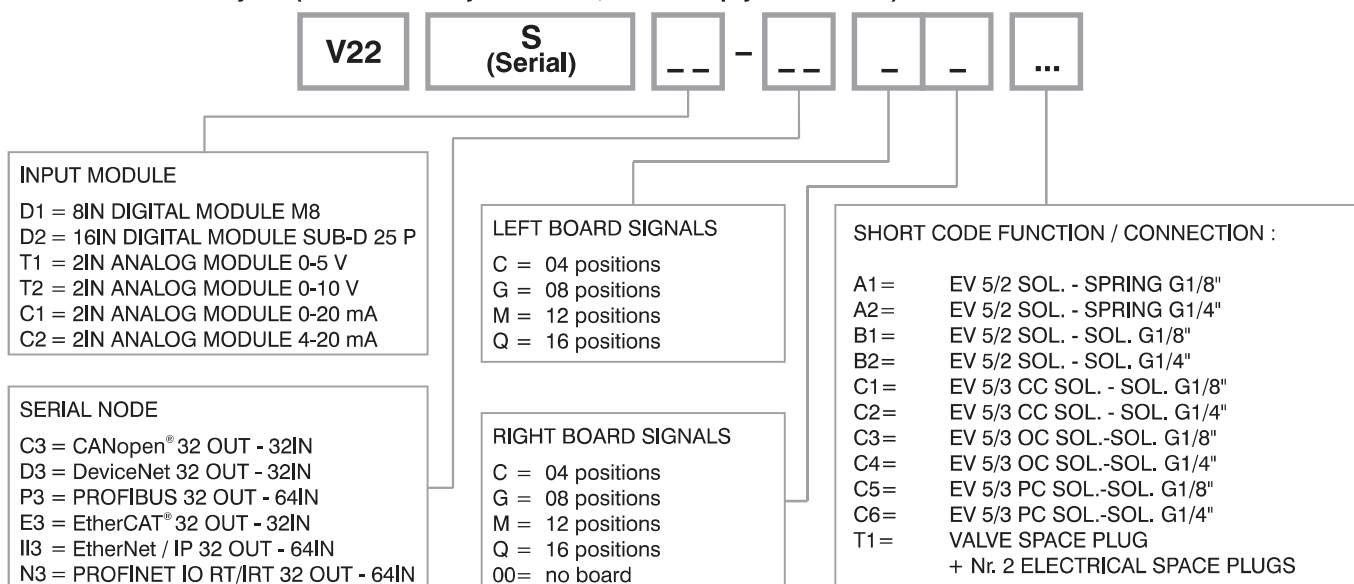 V22 S (Serial) _ _ – _ _ _ _ ...
INPUT MODULE
D1 = 8IN DIGITAL MODULE M8
D2 = 16IN DIGITAL MODULE SUB-D 25 P
T1 = 2IN ANALOG MODULE 0-5 V
T2 = 2IN ANALOG MODULE 0-10 V
C1 = 2IN ANALOG MODULE 0-20 mA
C2 = 2IN ANALOG MODULE 4-20 mA
SERIAL NODE
C3 = CANopen® 32 OUT - 32IN
D3 = DeviceNet 32 OUT - 32IN
P3 = PROFIBUS 32 OUT - 64IN
E3 = EtherCAT® 32 OUT - 32IN
II3 = EtherNet / IP 32 OUT - 64IN
N3 = PROFINET IO RT/IRT 32 OUT - 64IN
LEFT BOARD SIGNALS
C = 04 positions
G = 08 positions
M = 12 positions
Q = 16 positions
RIGHT BOARD SIGNALS
C = 04 positions
G = 08 positions
M = 12 positions
Q = 16 positions
00= no board
SHORT CODE FUNCTION / CONNECTION :
A1= EV 5/2 SOL. - SPRING G1/8"
A2= EV 5/2 SOL. - SPRING G1/4"
B1= EV 5/2 SOL. - SOL. G1/8"
B2= EV 5/2 SOL. - SOL. G1/4"
C1= EV 5/3 CC SOL. - SOL. G1/8"
C2= EV 5/3 CC SOL. - SOL. G1/4"
C3= EV 5/3 OC SOL.-SOL. G1/8"
C4= EV 5/3 OC SOL.-SOL. G1/4"
C5= EV 5/3 PC SOL.-SOL. G1/8"
C6= EV 5/3 PC SOL.-SOL. G1/4"
T1= VALVE SPACE PLUG
+ Nr. 2 ELECTRICAL SPACE PLUGS